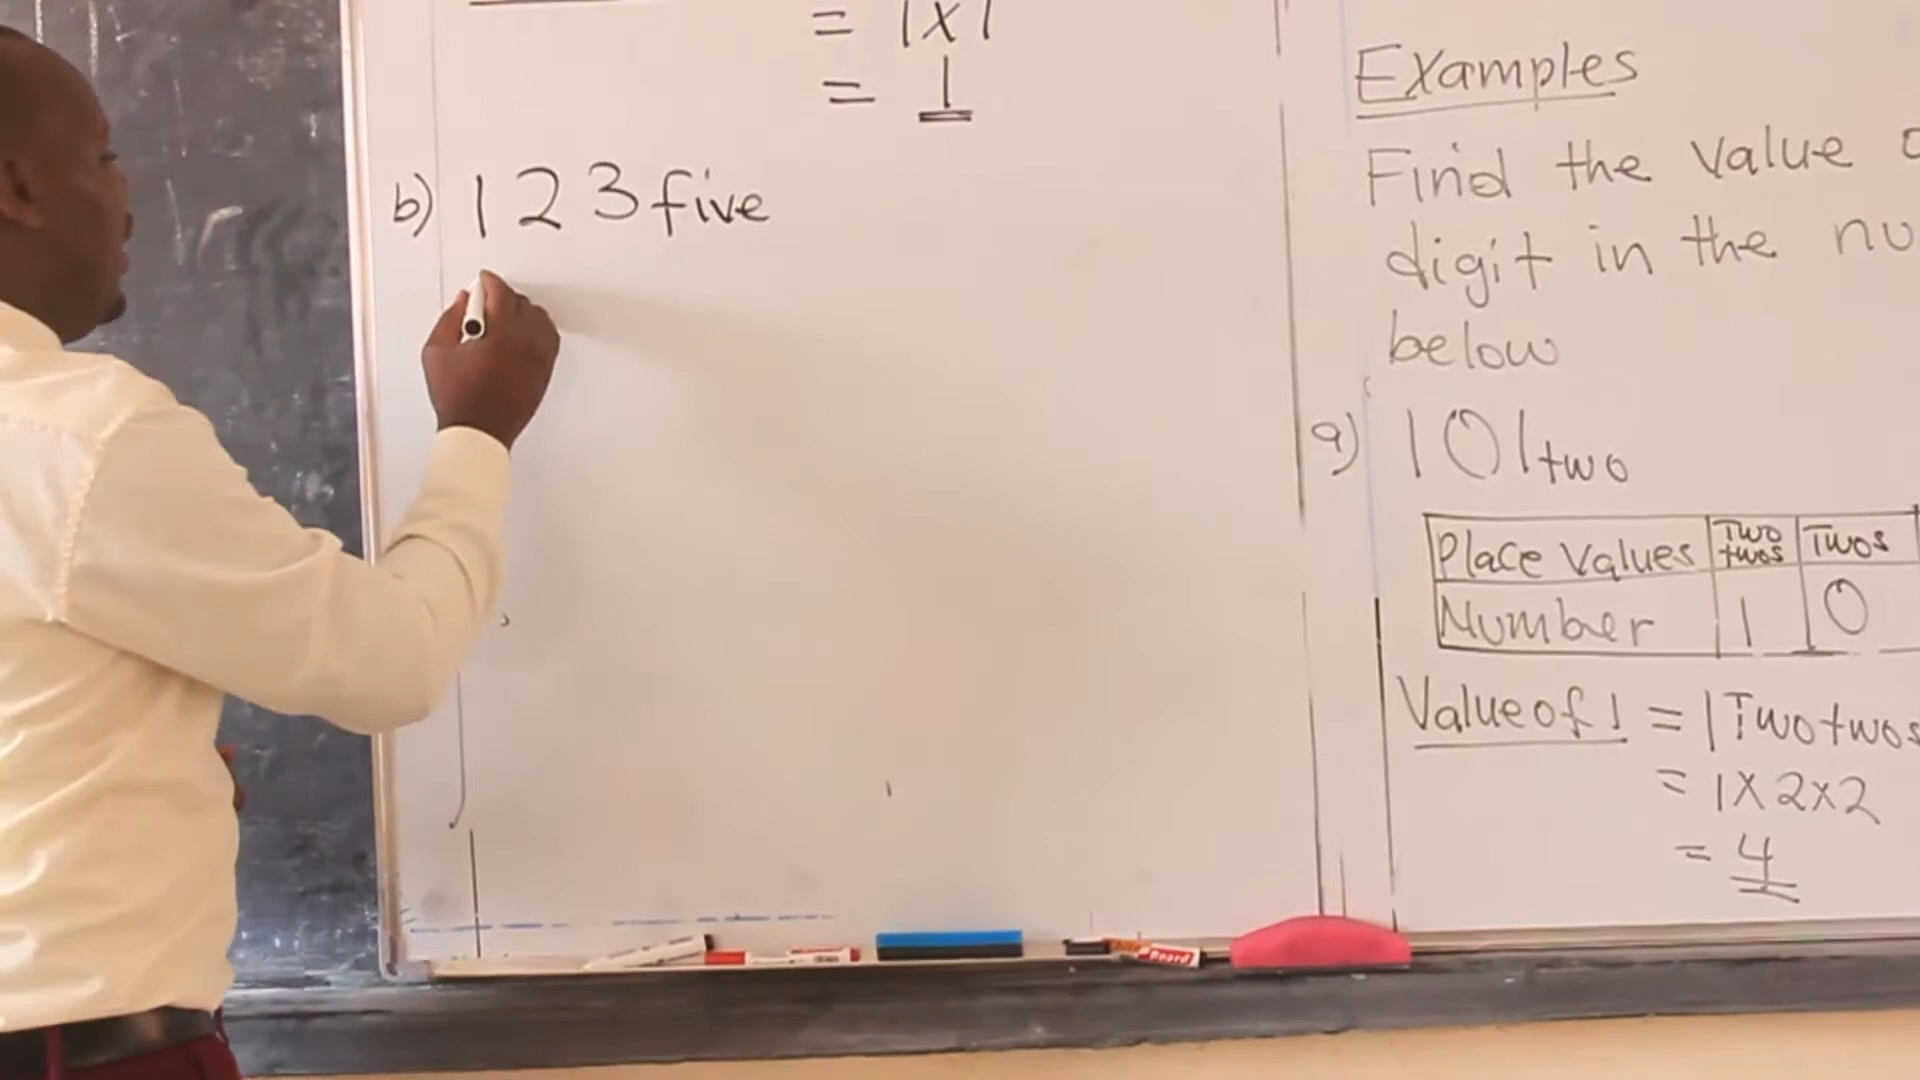 = 1x1
= 1
b) 123five
Examples
Find the value
digit in the
below
a) 101two
Place Values Two twos Twos
Number 1 0
Value of 1 = 1 Two twos
= 1x2x2
= 4
Board